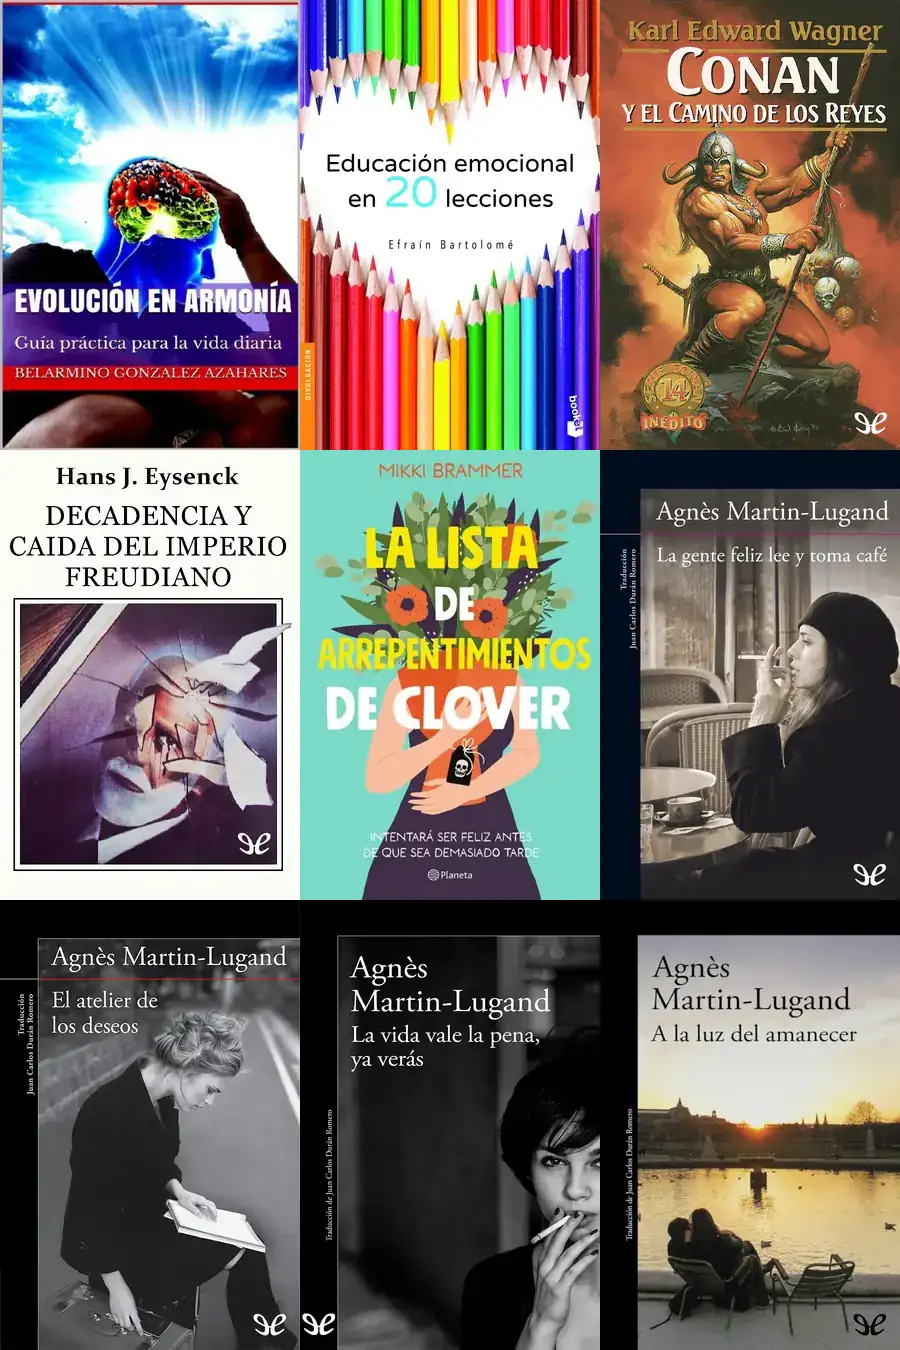 EVOLUCIÓN EN ARMONÍA
Guía práctica para la vida diaria
BELARMINO GONZALEZ AZAHARES
Educación emocional
en 20 lecciones
Efraín Bartolomé
DIVULGACIÓN
booket
Karl Edward Wagner
CONAN
Y EL CAMINO DE LOS REYES
14
INÉDITO
Hans J. Eysenck
DECADENCIA Y
CAIDA DEL IMPERIO
FREUDIANO
MIKKI BRAMMER
LA LISTA
DE
ARREPENTIMIENTOS
DE CLOVER
INTENTARÁ SER FELIZ ANTES
DE QUE SEA DEMASIADO TARDE
Planeta
Agnès Martin-Lugand
La gente feliz lee y toma café
Traducción
Juan Carlos Durán Romero
Agnès Martin-Lugand
El atelier de
los deseos
Traducción
Juan Carlos Durán Romero
Agnès
Martin-Lugand
La vida vale la pena,
ya verás
Traducción de Juan Carlos Durán Romero
Agnès
Martin-Lugand
A la luz del amanecer
Traducción de Juan Carlos Durán Romero